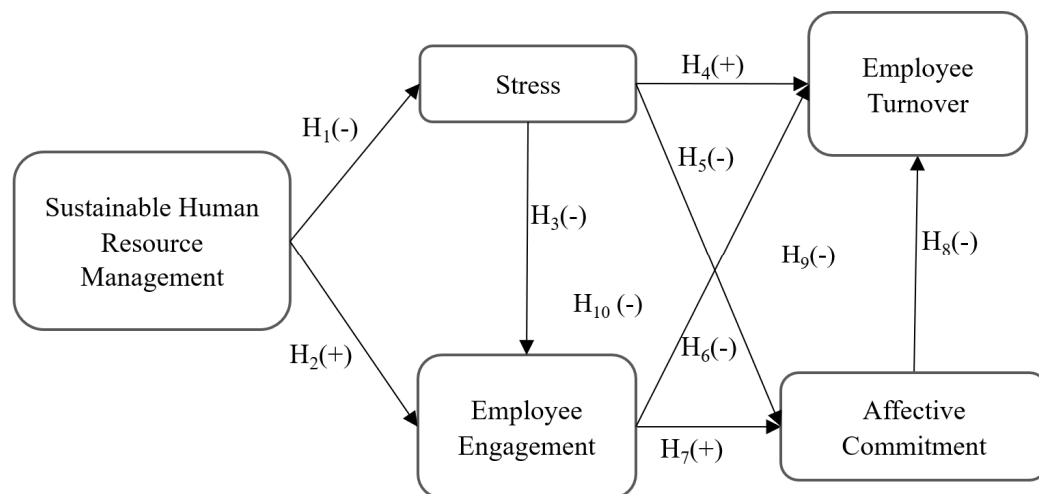 H₄(+)
Employee
Turnover
Stress
H₁(-)
H₅(-)
Sustainable Human
Resource
Management
H₃(-)
H₈(-)
H₉(-)
H₁₀ (-)
H₆(-)
H₂(+)
Employee
Engagement
H₇(+)
Affective
Commitment